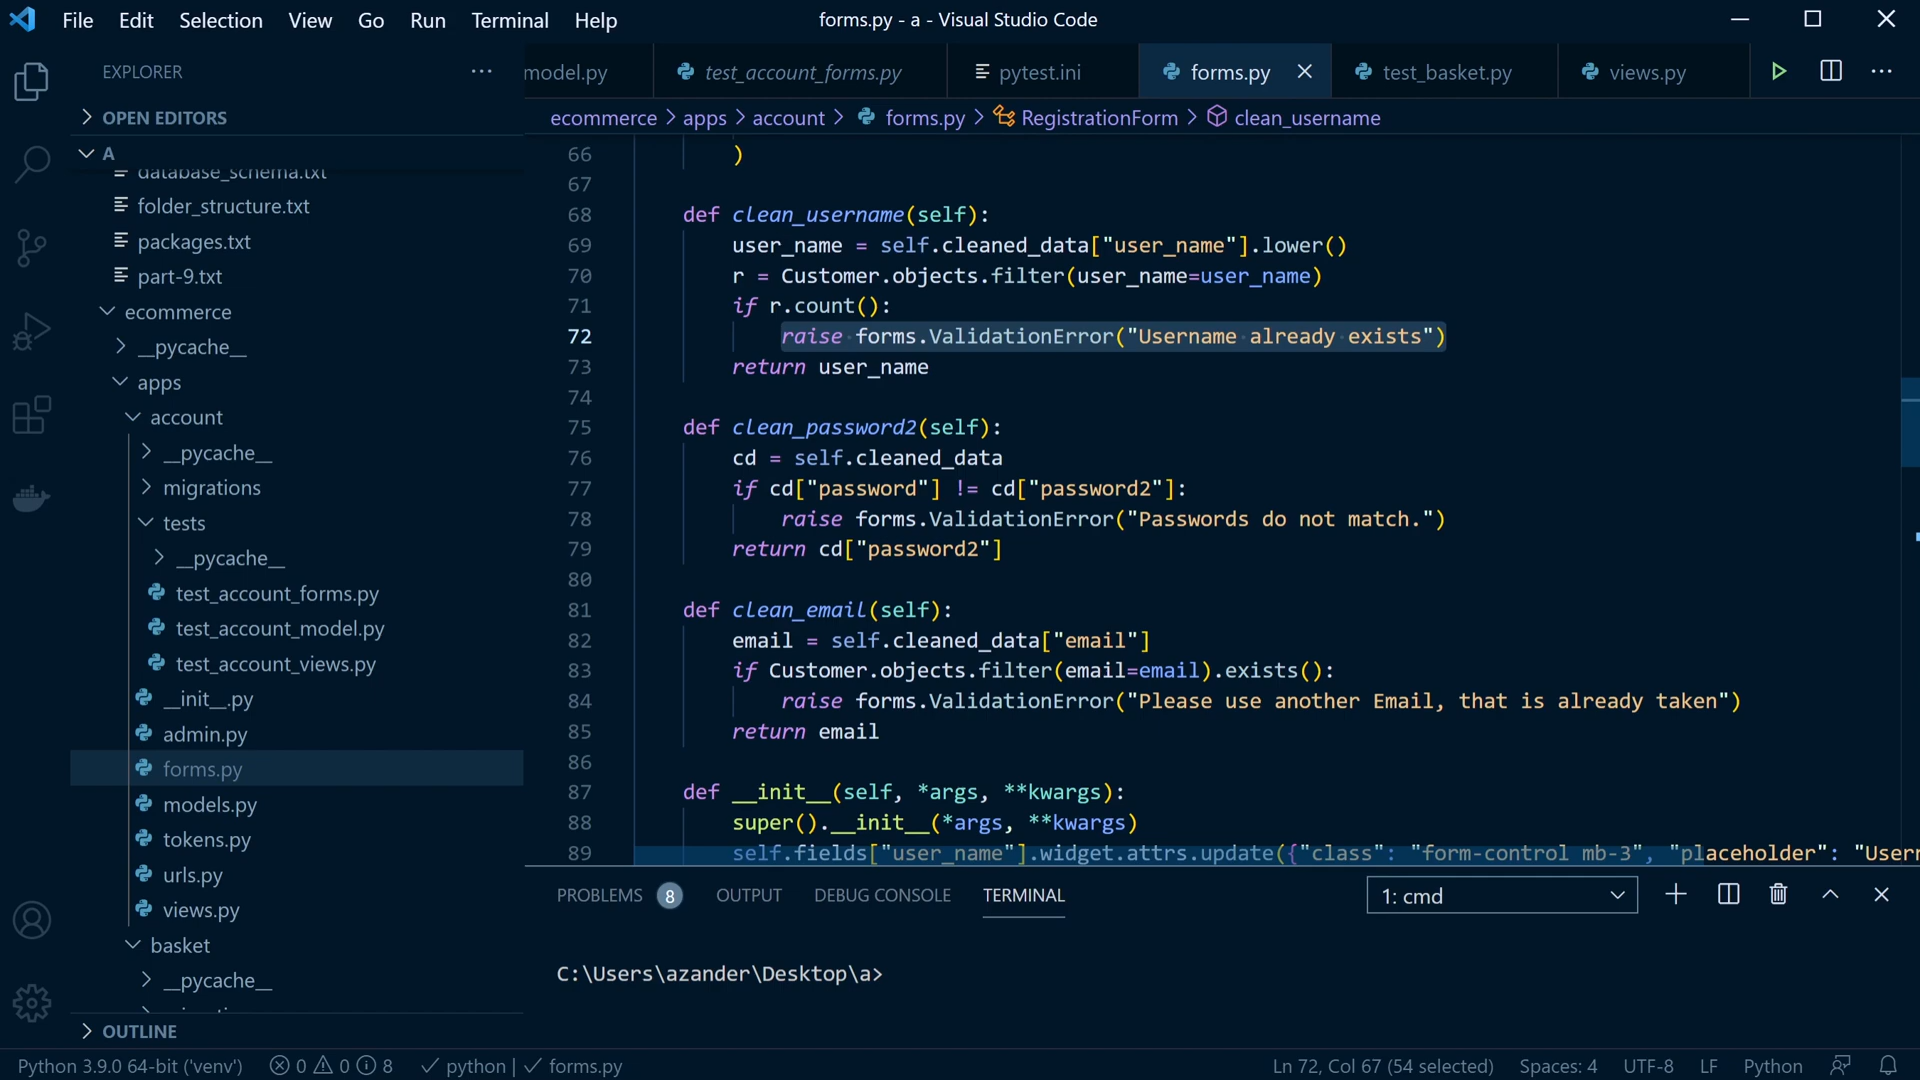 File Edit Selection View Go Run Terminal Help
forms.py - a - Visual Studio Code
EXPLORER
OPEN EDITORS
A
database_schema.txt
folder_structure.txt
packages.txt
part-9.txt
ecommerce
__pycache__
apps
account
__pycache__
migrations
tests
__pycache__
test_account_forms.py
test_account_model.py
test_account_views.py
__init__.py
admin.py
forms.py
models.py
tokens.py
urls.py
views.py
basket
__pycache__
OUTLINE
model.py test_account_forms.py pytest.ini forms.py test_basket.py views.py
ecommerce > apps > account > forms.py > RegistrationForm > clean_username
66 )
67
68 def clean_username(self):
69 user_name = self.cleaned_data["user_name"].lower()
70 r = Customer.objects.filter(user_name=user_name)
71 if r.count():
72 raise forms.ValidationError("Username already exists")
73 return user_name
74
75 def clean_password2(self):
76 cd = self.cleaned_data
77 if cd["password"] != cd["password2"]:
78 raise forms.ValidationError("Passwords do not match.")
79 return cd["password2"]
80
81 def clean_email(self):
82 email = self.cleaned_data["email"]
83 if Customer.objects.filter(email=email).exists():
84 raise forms.ValidationError("Please use another Email, that is already taken")
85 return email
86
87 def __init__(self, *args, **kwargs):
88 super().__init__(*args, **kwargs)
89 self.fields["user_name"].widget.attrs.update({"class": "form-control mb-3", "placeholder": "Usern
PROBLEMS 8 OUTPUT DEBUG CONSOLE TERMINAL 1: cmd
C:\Users\azander\Desktop\a>
Python 3.9.0 64-bit ('venv') 0 0 8 python | forms.py Ln 72, Col 67 (54 selected) Spaces: 4 UTF-8 LF Python